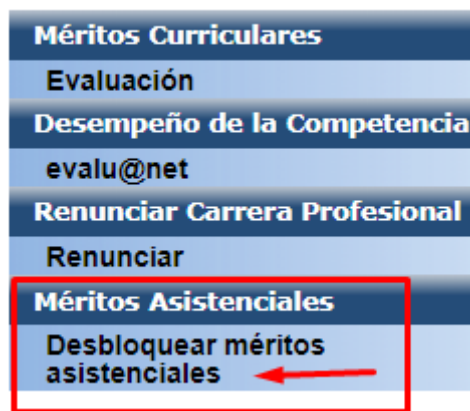 Méritos Curriculares
Evaluación
Desempeño de la Competencia
evalu@net
Renunciar Carrera Profesional
Renunciar
Méritos Asistenciales
Desbloquear méritos
asistenciales